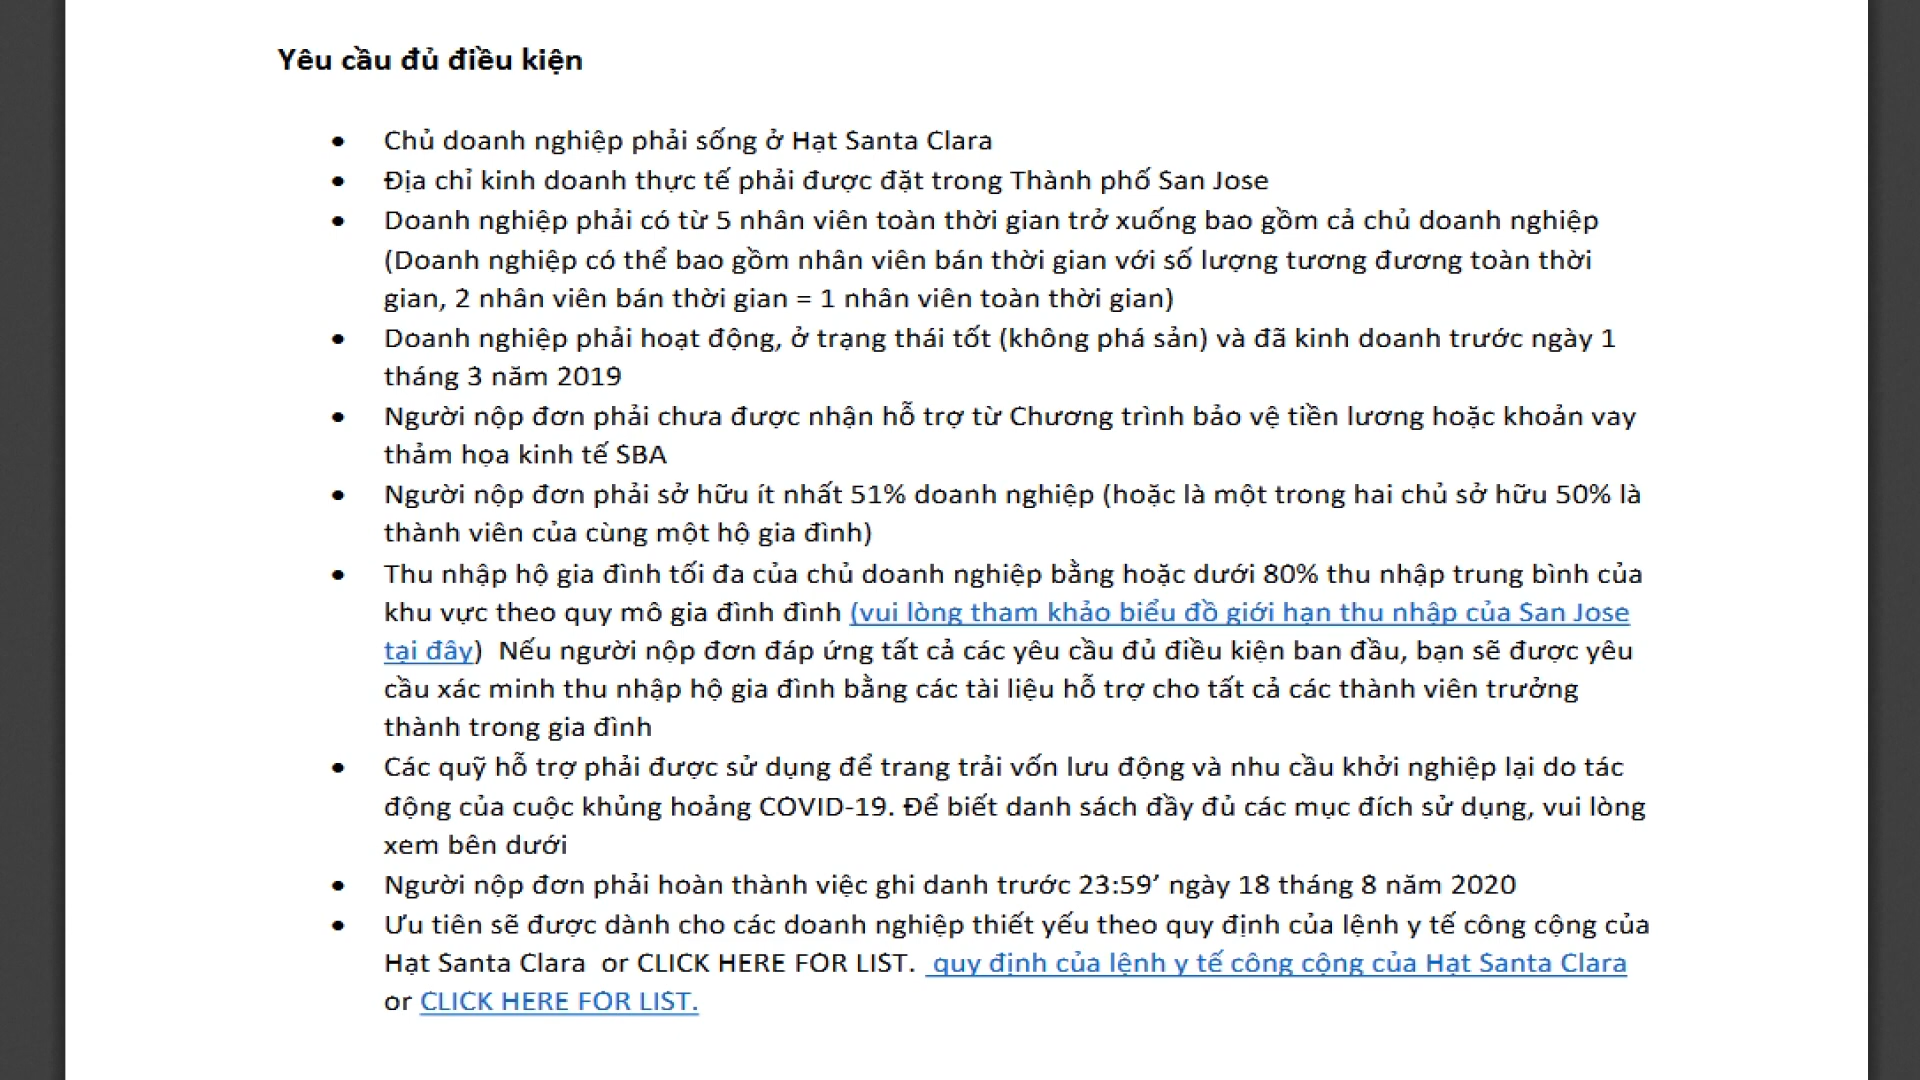 Yêu cầu đủ điều kiện
• Chủ doanh nghiệp phải sống ở Hạt Santa Clara
• Địa chỉ kinh doanh thực tế phải được đặt trong Thành phố San Jose
• Doanh nghiệp phải có từ 5 nhân viên toàn thời gian trở xuống bao gồm cả chủ doanh nghiệp
(Doanh nghiệp có thể bao gồm nhân viên bán thời gian với số lượng tương đương toàn thời
gian, 2 nhân viên bán thời gian = 1 nhân viên toàn thời gian)
• Doanh nghiệp phải hoạt động, ở trạng thái tốt (không phá sản) và đã kinh doanh trước ngày 1
tháng 3 năm 2019
• Người nộp đơn phải chưa được nhận hỗ trợ từ Chương trình bảo vệ tiền lương hoặc khoản vay
thảm họa kinh tế SBA
• Người nộp đơn phải sở hữu ít nhất 51% doanh nghiệp (hoặc là một trong hai chủ sở hữu 50% là
thành viên của cùng một hộ gia đình)
• Thu nhập hộ gia đình tối đa của chủ doanh nghiệp bằng hoặc dưới 80% thu nhập trung bình của
khu vực theo quy mô gia đình đình (vui lòng tham khảo biểu đồ giới hạn thu nhập của San Jose
tại đây) Nếu người nộp đơn đáp ứng tất cả các yêu cầu đủ điều kiện ban đầu, bạn sẽ được yêu
cầu xác minh thu nhập hộ gia đình bằng các tài liệu hỗ trợ cho tất cả các thành viên trưởng
thành trong gia đình
• Các quỹ hỗ trợ phải được sử dụng để trang trải vốn lưu động và nhu cầu khởi nghiệp lại do tác
động của cuộc khủng hoảng COVID-19. Để biết danh sách đầy đủ các mục đích sử dụng, vui lòng
xem bên dưới
• Người nộp đơn phải hoàn thành việc ghi danh trước 23:59’ ngày 18 tháng 8 năm 2020
• Ưu tiên sẽ được dành cho các doanh nghiệp thiết yếu theo quy định của lệnh y tế công cộng của
Hạt Santa Clara or CLICK HERE FOR LIST. quy định của lệnh y tế công cộng của Hạt Santa Clara
or CLICK HERE FOR LIST.